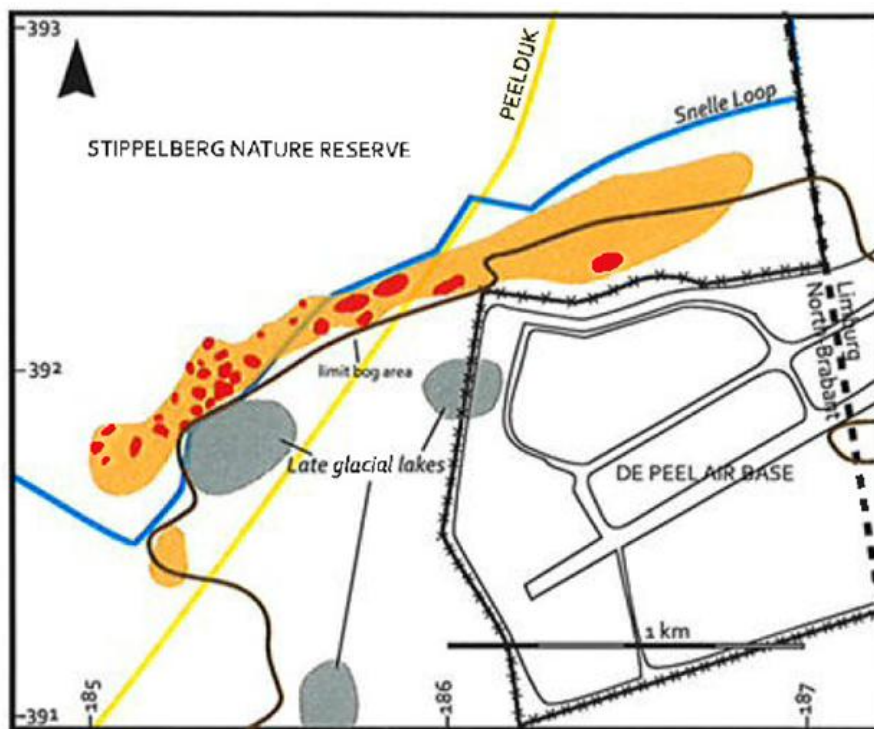 393
PEELDIJK
Snelle Loop
STIPPELBERG NATURE RESERVE
Limburg
North Brabant
392
limit bog area
Late glacial lakes
DE PEEL AIR BASE
1 km
391
185
186
187